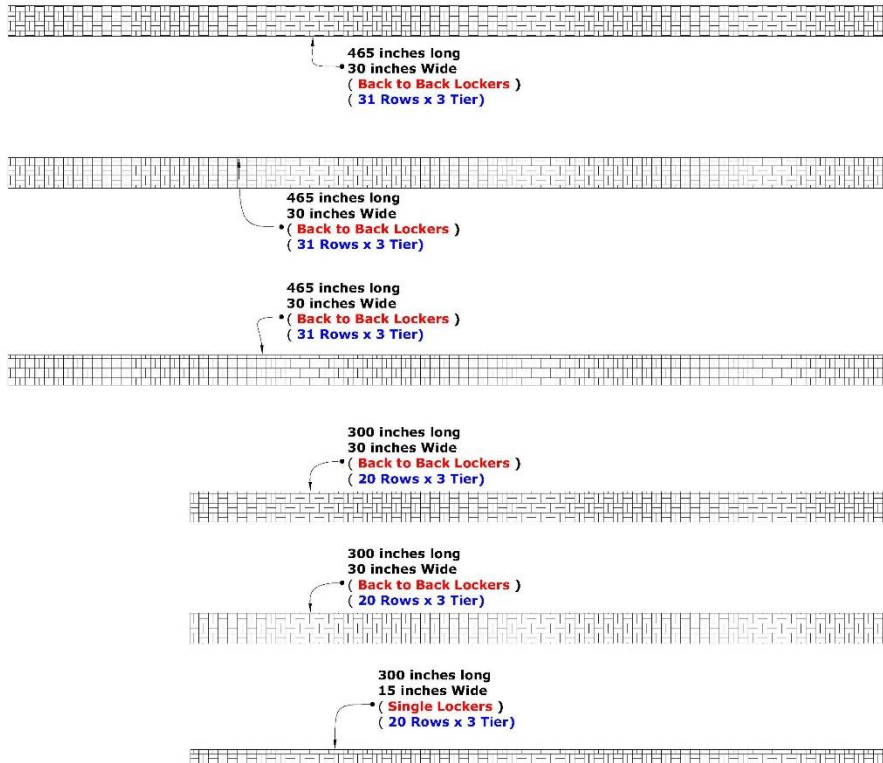 465 inches long
30 inches Wide
( Back to Back Lockers )
( 31 Rows x 3 Tier)
465 inches long
30 inches Wide
( Back to Back Lockers )
( 31 Rows x 3 Tier)
465 inches long
30 inches Wide
( Back to Back Lockers )
( 31 Rows x 3 Tier)
300 inches long
30 inches Wide
( Back to Back Lockers )
( 20 Rows x 3 Tier)
300 inches long
30 inches Wide
( Back to Back Lockers )
( 20 Rows x 3 Tier)
300 inches long
15 inches Wide
( Single Lockers )
( 20 Rows x 3 Tier)